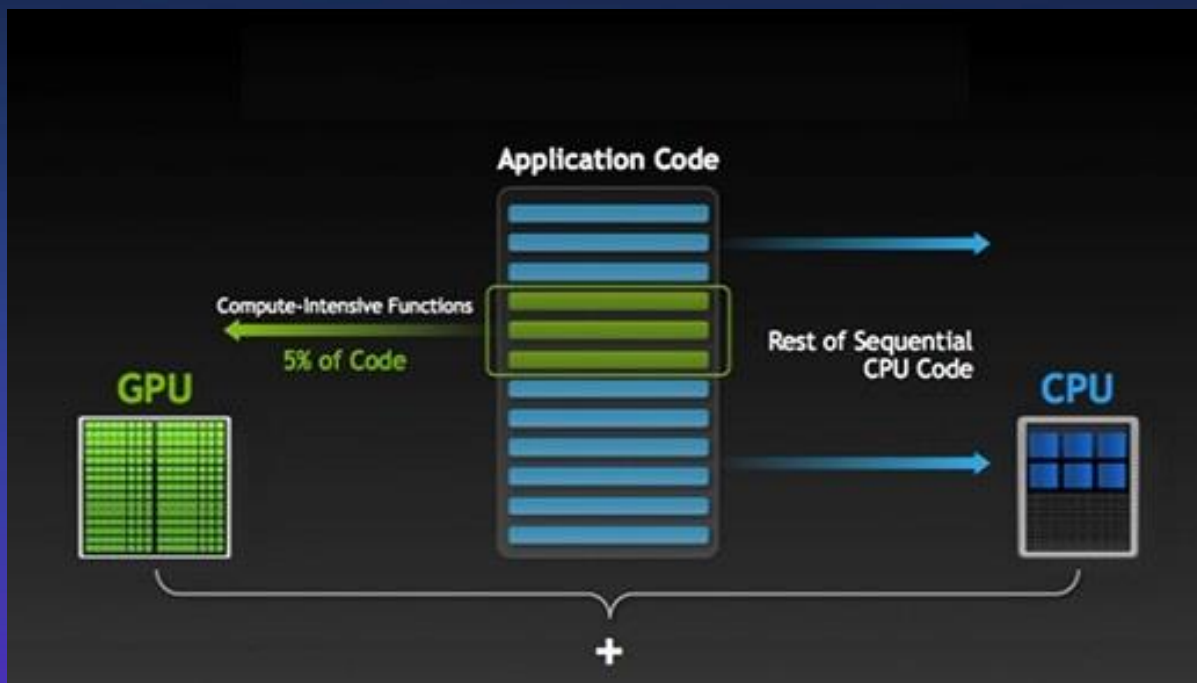 Application Code
Compute-Intensive Functions
5% of Code
Rest of Sequential
CPU Code
GPU
CPU
+